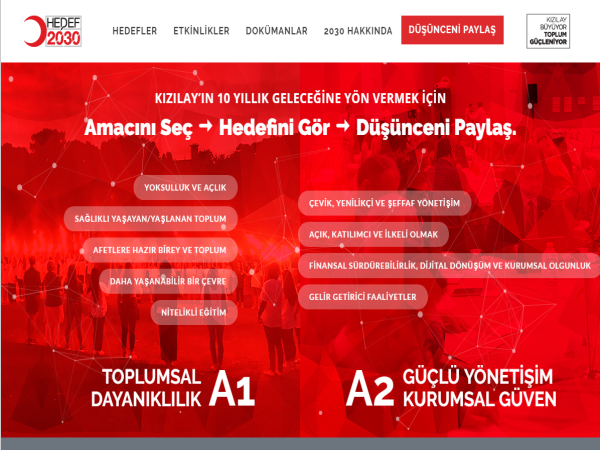 HEDEF
2030
HEDEFLER
ETKİNLİKLER
DOKÜMANLAR
2030 HAKKINDA
DÜŞÜNCENİ PAYLAŞ
KIZILAY
BÜYÜYOR
TOPLUM
GÜÇLENİYOR
KIZILAY'IN 10 YILLIK GELECEĞİNE YÖN VERMEK İÇİN
Amacını Seç → Hedefini Gör → Düşünceni Paylaş.
YOKSULLUK VE AÇLIK
SAĞLIKLI YAŞAYAN/YAŞLANAN TOPLUM
AFETLERE HAZIR BİREY VE TOPLUM
DAHA YAŞANABİLİR BİR ÇEVRE
NİTELİKLİ EĞİTİM
TOPLUMSAL
DAYANIKLILIK
A1
ÇEVİK, YENİLİKÇİ VE ŞEFFAF YÖNETİŞİM
AÇIK, KATILIMCI VE İLKELİ OLMAK
FİNANSAL SÜRDÜREBİLİRLİK, DİJİTAL DÖNÜŞÜM VE KURUMSAL OLGUNLUK
GELİR GETİRİCİ FAALİYETLER
A2
GÜÇLÜ YÖNETİŞİM
KURUMSAL GÜVEN